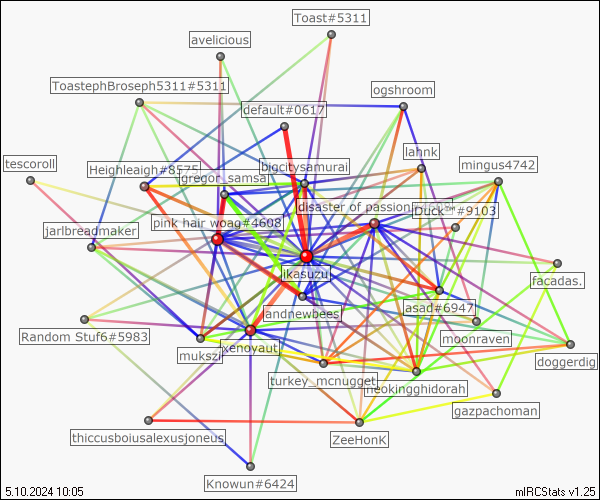 Toast#5311
avelicious
ToastephBroseph5311#5311
ogshroom
default#0617
lahnk
tescoroll
Heighleaigh#8575
gregor_samsa
bigcitysamurai
mingus4742
disaster of passion
Duck™#9103
pink hair woag#4608
jarlbreadmaker
ikasuzu
facadas.
landnewbees
asad#6947
Random Stuf6#5983
mukszi
xenoyaut
moonraven
doggerdig
turkey_mcnugget
neokingghidorah
gazpachoman
thiccusboiusalexusjoneus
ZeeHonK
Knowun#6424
5.10.2024 10:05
mIRCStats v1.25